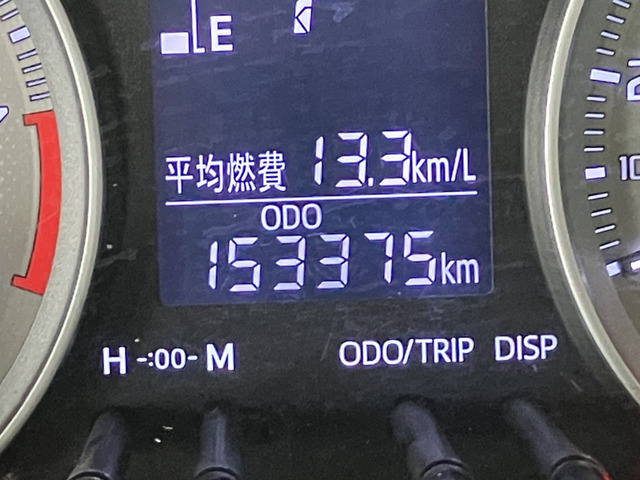 E
平均燃費 13.3km/L
ODO
153375km
H -:00- M ODO/TRIP DISP